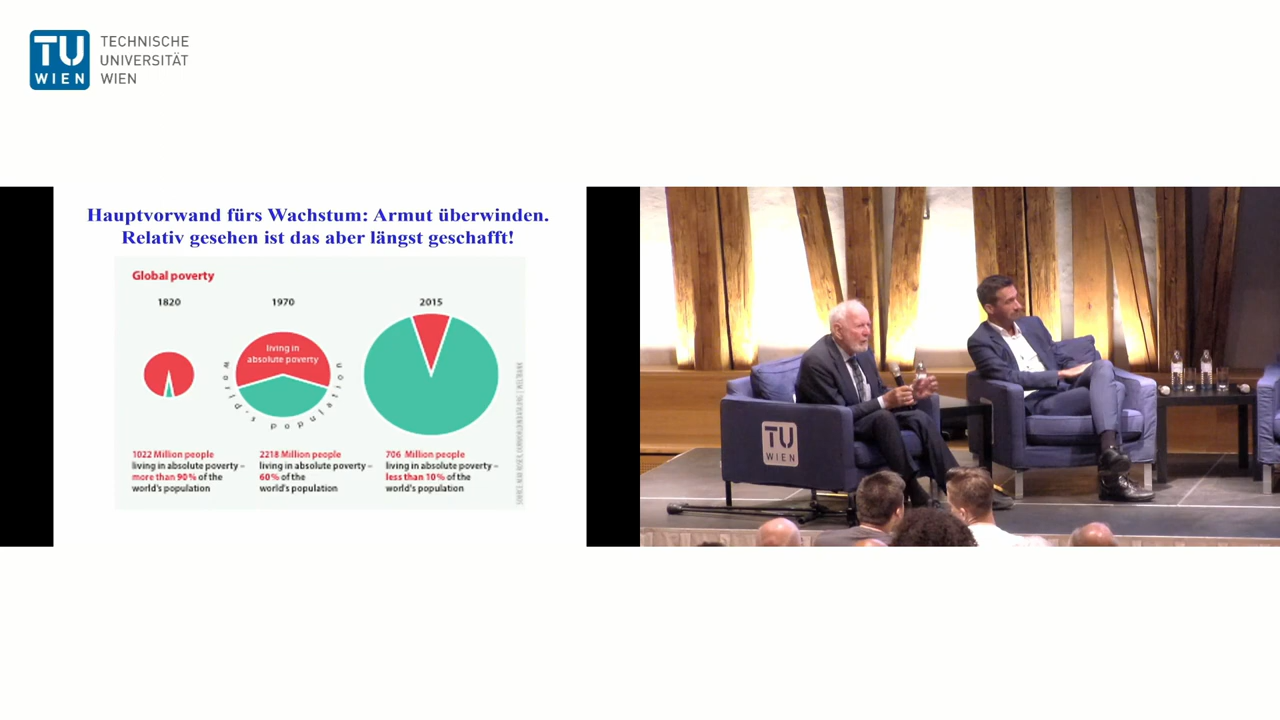 TU
WIEN
TECHNISCHE
UNIVERSITÄT
WIEN
Hauptvorwand fürs Wachstum: Armut überwinden.
Relativ gesehen ist das aber längst geschafft!
Global poverty
1820
1970
2015
living in
absolute poverty
world's population
1022 Million people
living in absolute poverty –
more than 90% of the
world's population
2218 Million people
living in absolute poverty –
60% of the
world's population
706 Million people
living in absolute poverty –
less than 10% of the
world's population
TU
WIEN